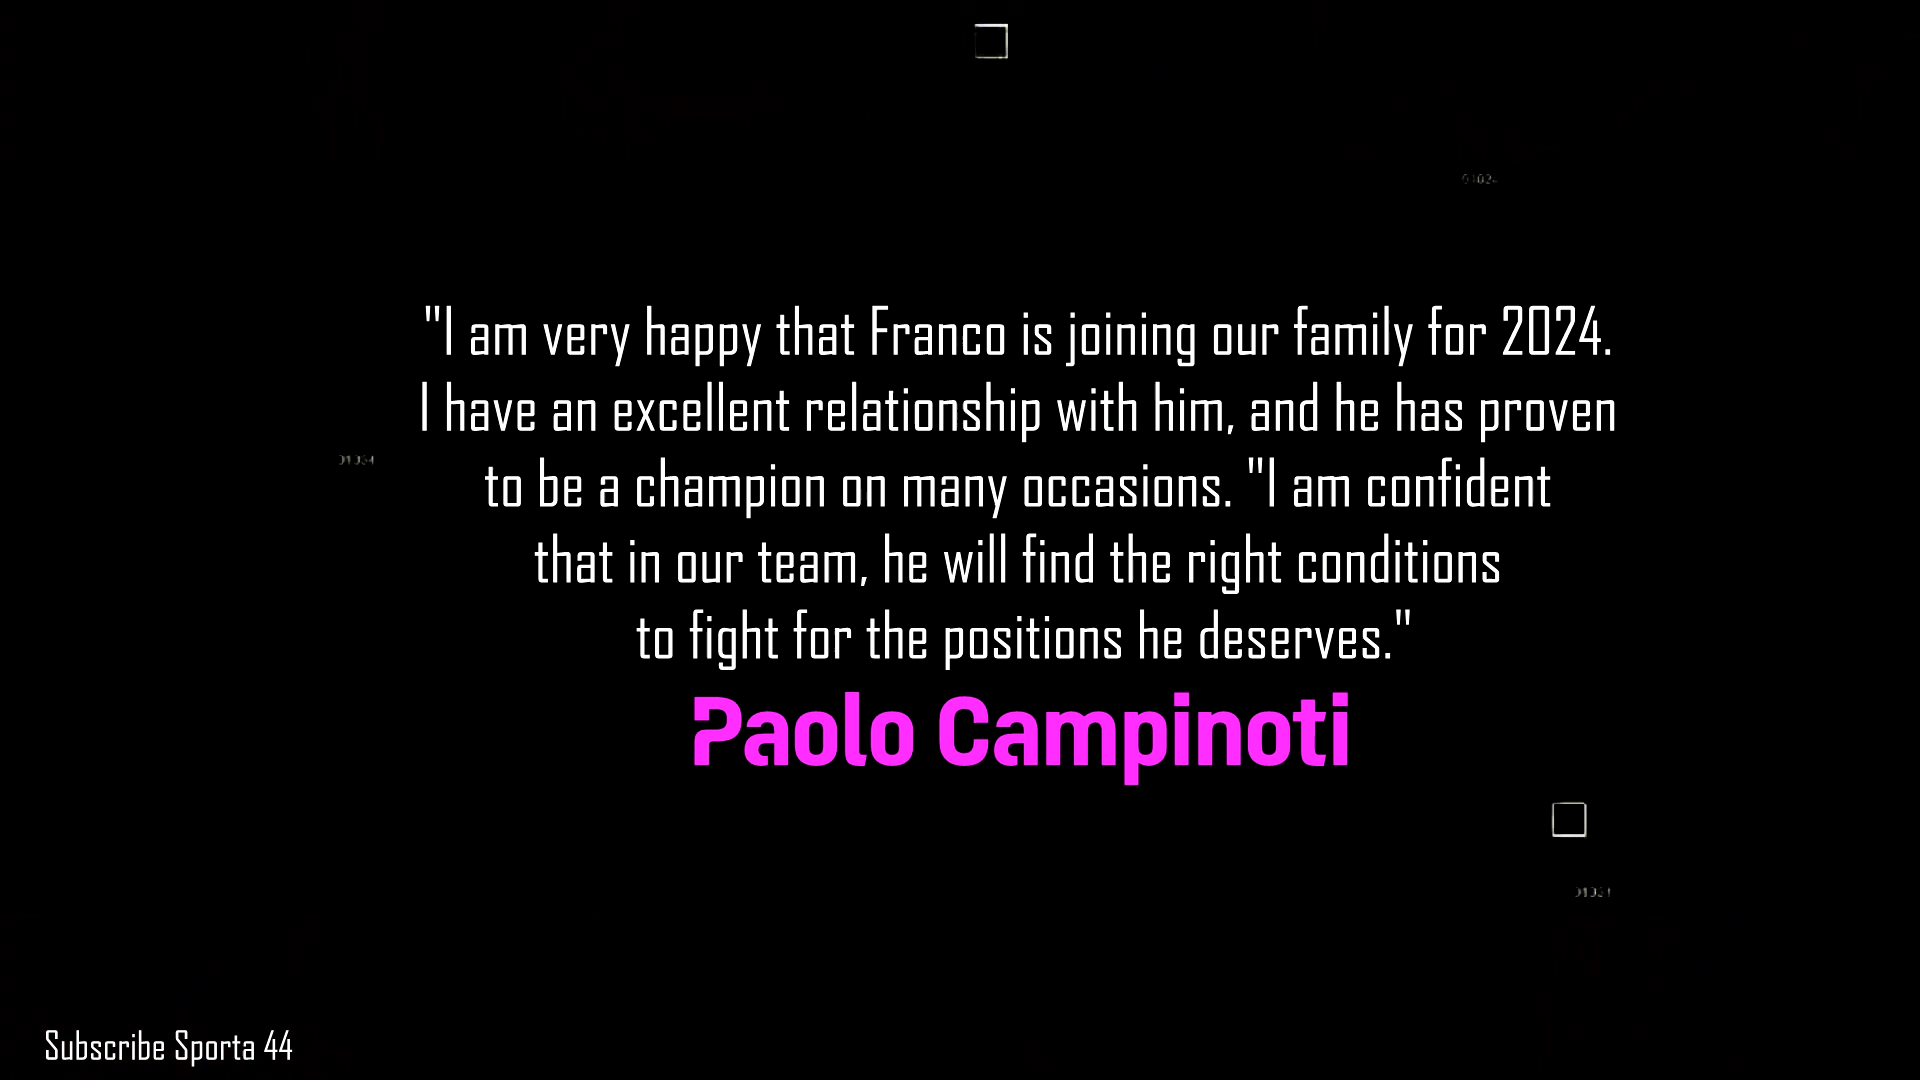 "I am very happy that Franco is joining our family for 2024.
I have an excellent relationship with him, and he has proven
to be a champion on many occasions. "I am confident
that in our team, he will find the right conditions
to fight for the positions he deserves."
Paolo Campinoti
Subscribe Sporta 44